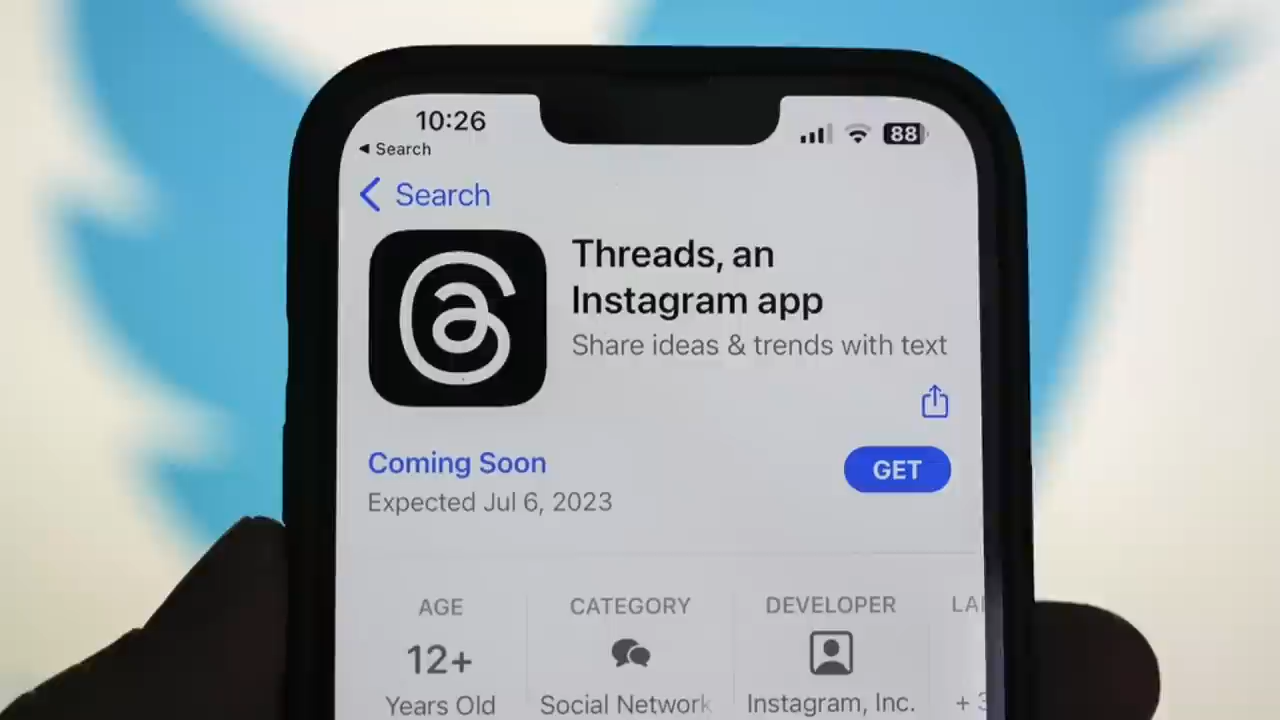 10:26
88
◀ Search
Search
Threads, an
Instagram app
Share ideas & trends with text
Coming Soon
GET
Expected Jul 6, 2023
AGE
CATEGORY
DEVELOPER
12+
Years Old
Social Network
Instagram, Inc.